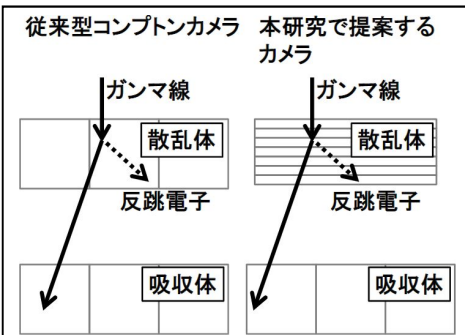 従来型コンプトンカメラ
本研究で提案する
カメラ
ガンマ線
散乱体
反跳電子
吸収体
ガンマ線
散乱体
反跳電子
吸収体